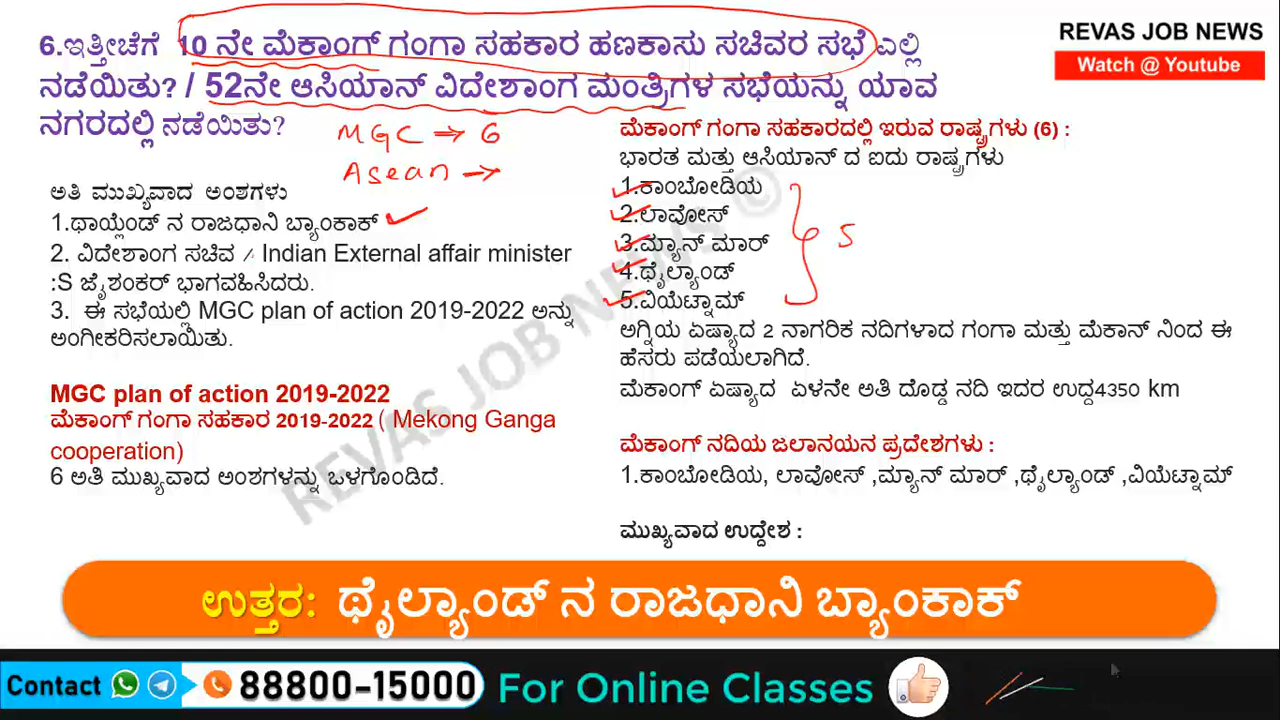 6.ಇತ್ತೀಚೆಗೆ 10 ನೇ ಮೆಕಾಂಗ್ ಗಂಗಾ ಸಹಕಾರ ಹಣಕಾಸು ಸಚಿವರ ಸಭೆ ಎಲ್ಲಿ
ನಡೆಯಿತು? / 52ನೇ ಆಸಿಯಾನ್ ವಿದೇಶಾಂಗ ಮಂತ್ರಿಗಳ ಸಭೆಯನ್ನು ಯಾವ
ನಗರದಲ್ಲಿ ನಡೆಯಿತು?
REVAS JOB NEWS
Watch @ Youtube
MGC → 6
Asean →
ಅತಿ ಮುಖ್ಯವಾದ ಅಂಶಗಳು
1.ಥಾಯ್ಲೆಂಡ್ ನ ರಾಜಧಾನಿ ಬ್ಯಾಂಕಾಕ್
2. ವಿದೇಶಾಂಗ ಸಚಿವ / Indian External affair minister
:S ಜೈಶಂಕರ್ ಭಾಗವಹಿಸಿದರು.
3. ಈ ಸಭೆಯಲ್ಲಿ MGC plan of action 2019-2022 ಅನ್ನು
ಅಂಗೀಕರಿಸಲಾಯಿತು.
MGC plan of action 2019-2022
ಮೆಕಾಂಗ್ ಗಂಗಾ ಸಹಕಾರ 2019-2022 ( Mekong Ganga
cooperation)
6 ಅತಿ ಮುಖ್ಯವಾದ ಅಂಶಗಳನ್ನು ಒಳಗೊಂಡಿದೆ.
ಮೆಕಾಂಗ್ ಗಂಗಾ ಸಹಕಾರದಲ್ಲಿ ಇರುವ ರಾಷ್ಟ್ರಗಳು (6) :
ಭಾರತ ಮತ್ತು ಆಸಿಯಾನ್ ದ ಐದು ರಾಷ್ಟ್ರಗಳು
1.ಕಾಂಬೋಡಿಯ
2.ಲಾವೋಸ್
3.ಮ್ಯಾನ್ ಮಾರ್
4.ಥೈಲ್ಯಾಂಡ್
5.ವಿಯೆಟ್ನಾಮ್
5
ಅಗ್ನಿಯ ಏಷ್ಯಾದ 2 ನಾಗರಿಕ ನದಿಗಳಾದ ಗಂಗಾ ಮತ್ತು ಮೆಕಾನ್ ನಿಂದ ಈ
ಹೆಸರು ಪಡೆಯಲಾಗಿದೆ.
ಮೆಕಾಂಗ್ ಏಷ್ಯಾದ ಏಳನೇ ಅತಿ ದೊಡ್ಡ ನದಿ ಇದರ ಉದ್ದ4350 km
ಮೆಕಾಂಗ್ ನದಿಯ ಜಲಾನಯನ ಪ್ರದೇಶಗಳು :
1.ಕಾಂಬೋಡಿಯ, ಲಾವೋಸ್ ,ಮ್ಯಾನ್ ಮಾರ್ ,ಥೈಲ್ಯಾಂಡ್ ,ವಿಯೆಟ್ನಾಮ್
ಮುಖ್ಯವಾದ ಉದ್ದೇಶ :
REVAS JOB NEWS ©
ಉತ್ತರ: ಥೈಲ್ಯಾಂಡ್ ನ ರಾಜಧಾನಿ ಬ್ಯಾಂಕಾಕ್
Contact 88800-15000 For Online Classes